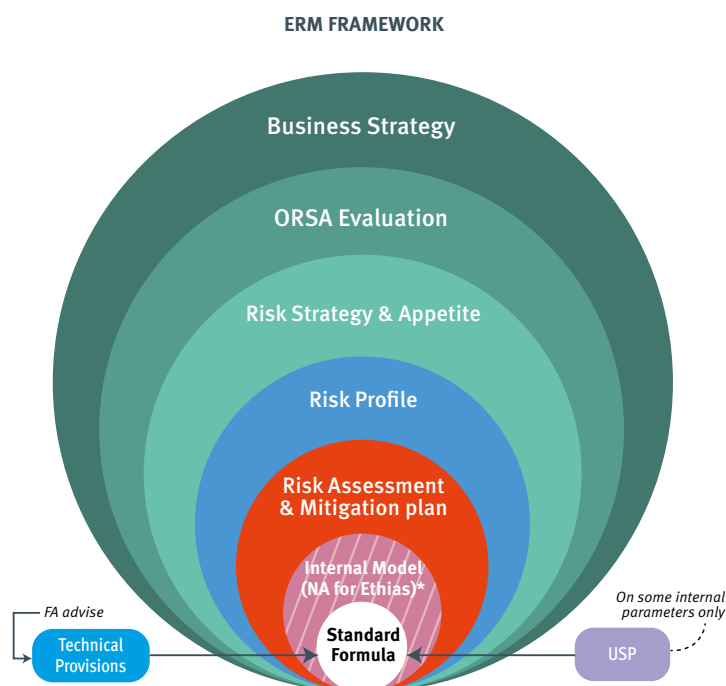 ERM FRAMEWORK
Business Strategy
ORSA Evaluation
Risk Strategy & Appetite
Risk Profile
Risk Assessment
& Mitigation plan
Internal Model
(NA for Ethias)*
Standard
Formula
FA advise
Technical
Provisions
On some internal
parameters only
USP